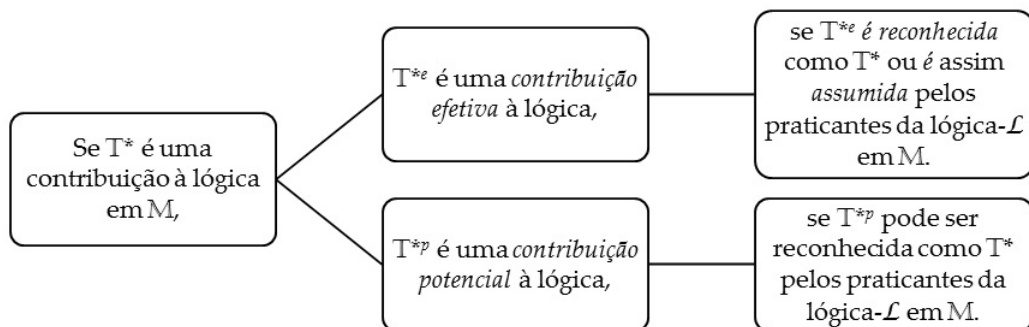 Se 𝕋* é uma
contribuição à lógica
em 𝕄,
𝕋*ᵉ é uma contribuição
efetiva à lógica,
se 𝕋*ᵉ é reconhecida
como 𝕋* ou é assim
assumida pelos
praticantes da lógica-ℒ
em 𝕄.
𝕋*ᵖ é uma contribuição
potencial à lógica,
se 𝕋*ᵖ pode ser
reconhecida como 𝕋*
pelos praticantes da
lógica-ℒ em 𝕄.